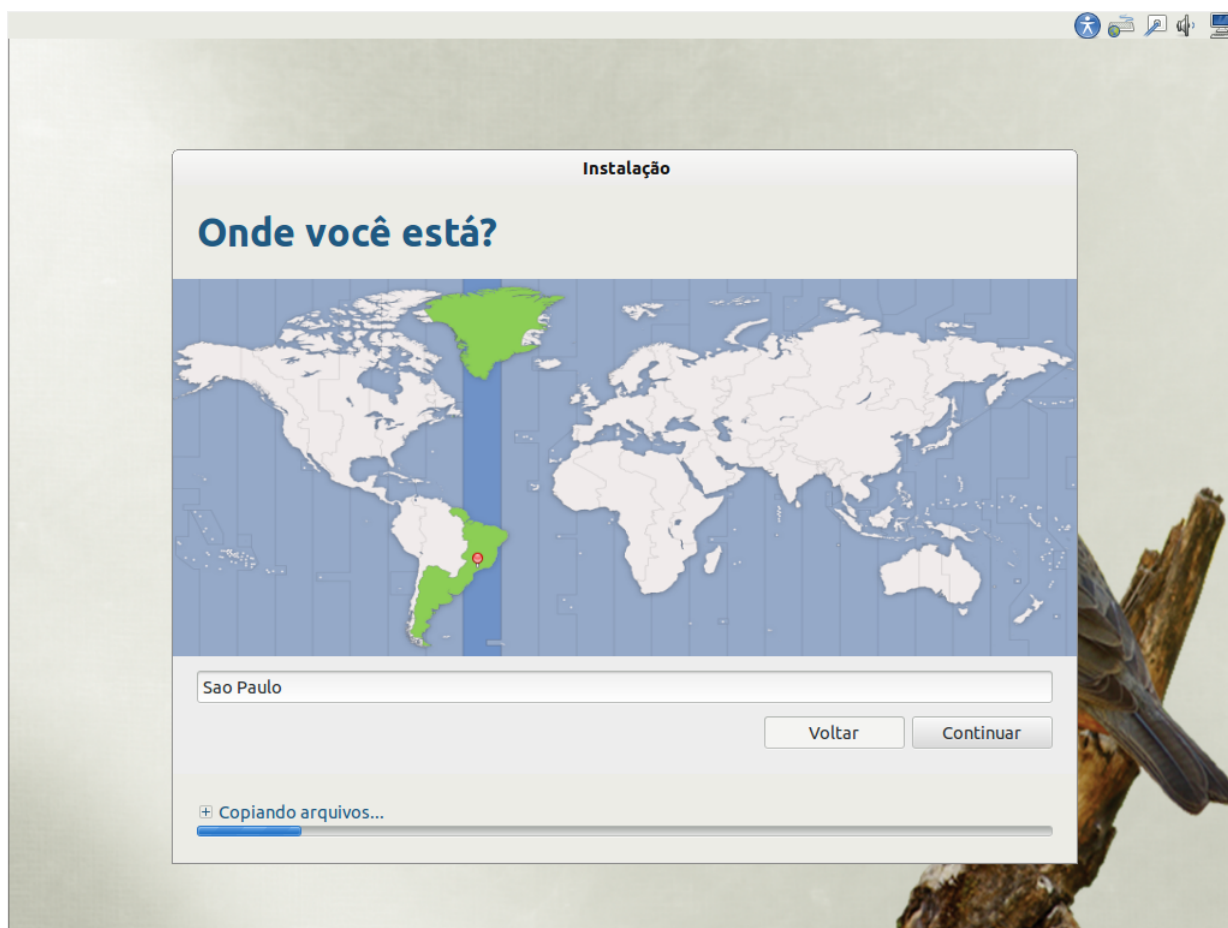 Instalação
Onde você está?
Sao Paulo
Voltar Continuar
Copiando arquivos...